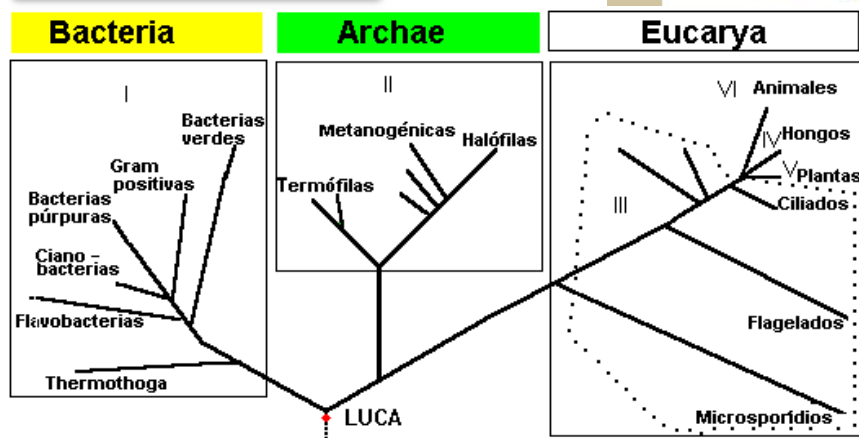 Bacteria
Archae
Eucarya
I
Bacterias
verdes
Gram
positivas
Bacterias
púrpuras
Ciano -
bacterias
Flavobacterias
Thermothoga
II
Metanogénicas
Halófilas
Termófilas
VI Animales
IV Hongos
V Plantas
Ciliados
III
Flagelados
Microsporidios
LUCA